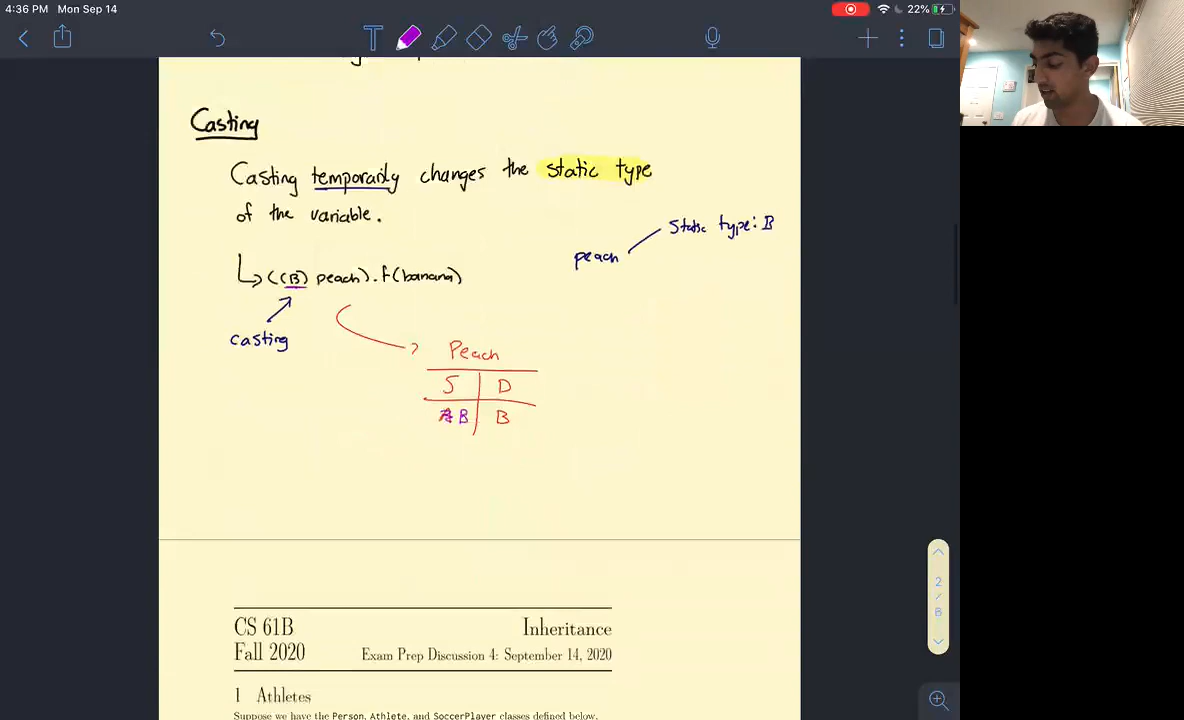 4:36 PM Mon Sep 14
22%
Casting
Casting temporarily changes the static type
of the variable.
Static type: B
peach
((B) peach).f(banana)
casting
Peach
S D
B B
2
8
CS 61B Inheritance
Fall 2020 Exam Prep Discussion 4: September 14, 2020
1 Athletes
Suppose we have the Person, Athlete, and SoccerPlayer classes defined below.